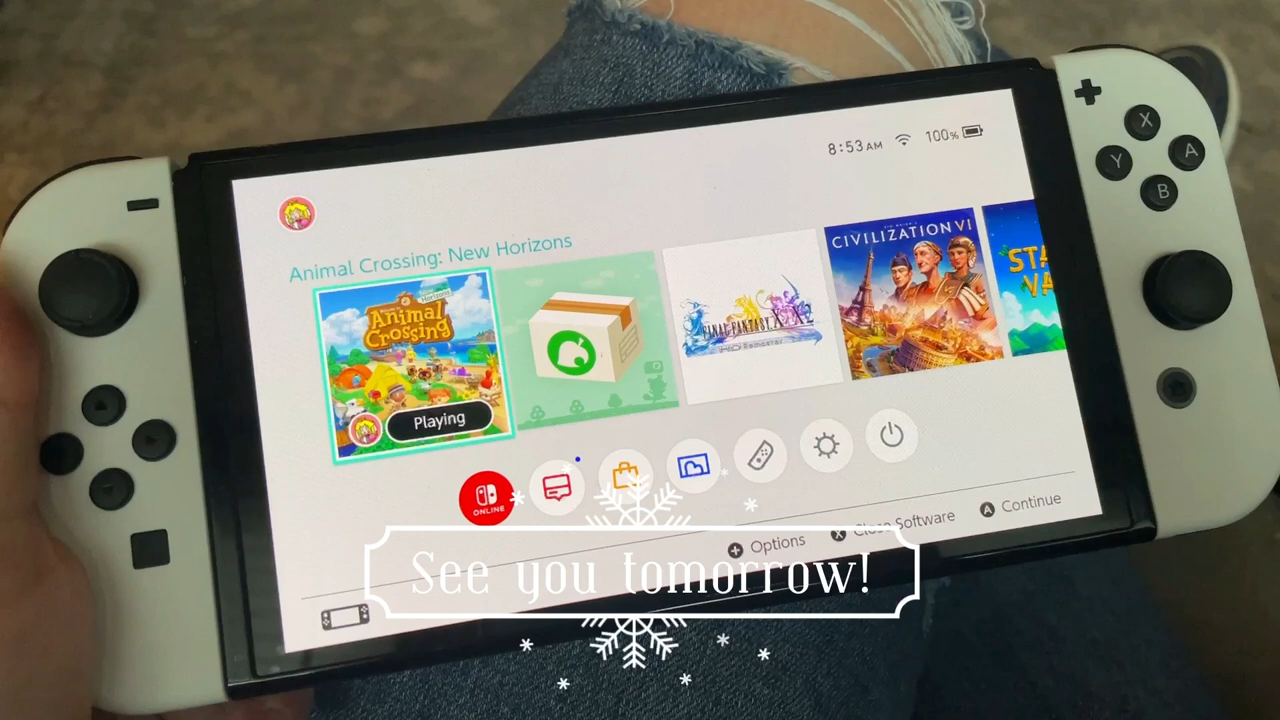 8:53 AM 100%
Animal Crossing: New Horizons
Horizons
Animal
Crossing
Playing
FINAL FANTASY X X-2
HD Remaster
CIVILIZATION VI
ONLINE
Options
X Close Software
A Continue
See you tomorrow!
X
Y
A
B